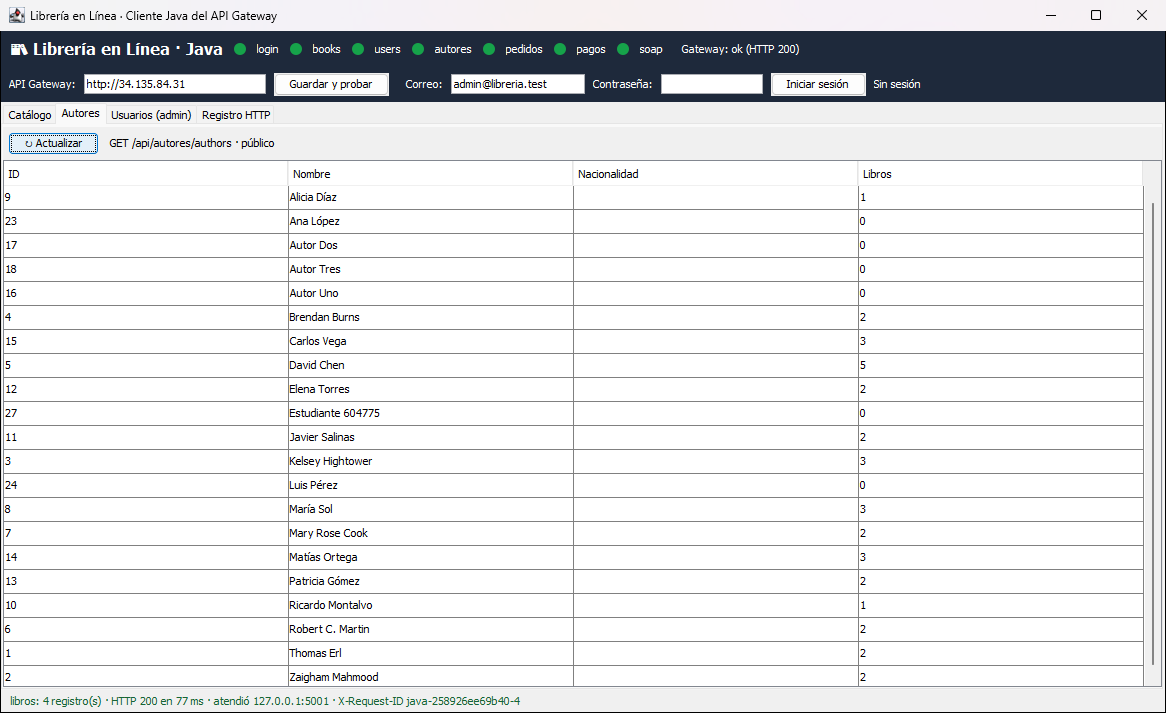 Librería en Línea · Cliente Java del API Gateway
Librería en Línea · Java login books users autores pedidos pagos soap Gateway: ok (HTTP 200)
API Gateway: http://34.135.84.31 Guardar y probar Correo: admin@libreria.test Contraseña: Iniciar sesión Sin sesión
Catálogo Autores Usuarios (admin) Registro HTTP
↻ Actualizar GET /api/autores/authors · público
ID Nombre Nacionalidad Libros
9 Alicia Díaz 1
23 Ana López 0
17 Autor Dos 0
18 Autor Tres 0
16 Autor Uno 0
4 Brendan Burns 2
15 Carlos Vega 3
5 David Chen 5
12 Elena Torres 2
27 Estudiante 604775 0
11 Javier Salinas 2
3 Kelsey Hightower 3
24 Luis Pérez 0
8 María Sol 3
7 Mary Rose Cook 2
14 Matías Ortega 3
13 Patricia Gómez 2
10 Ricardo Montalvo 1
6 Robert C. Martin 2
1 Thomas Erl 2
2 Zaigham Mahmood 2
libros: 4 registro(s) · HTTP 200 en 77 ms · atendió 127.0.0.1:5001 · X-Request-ID java-258926ee69b40-4